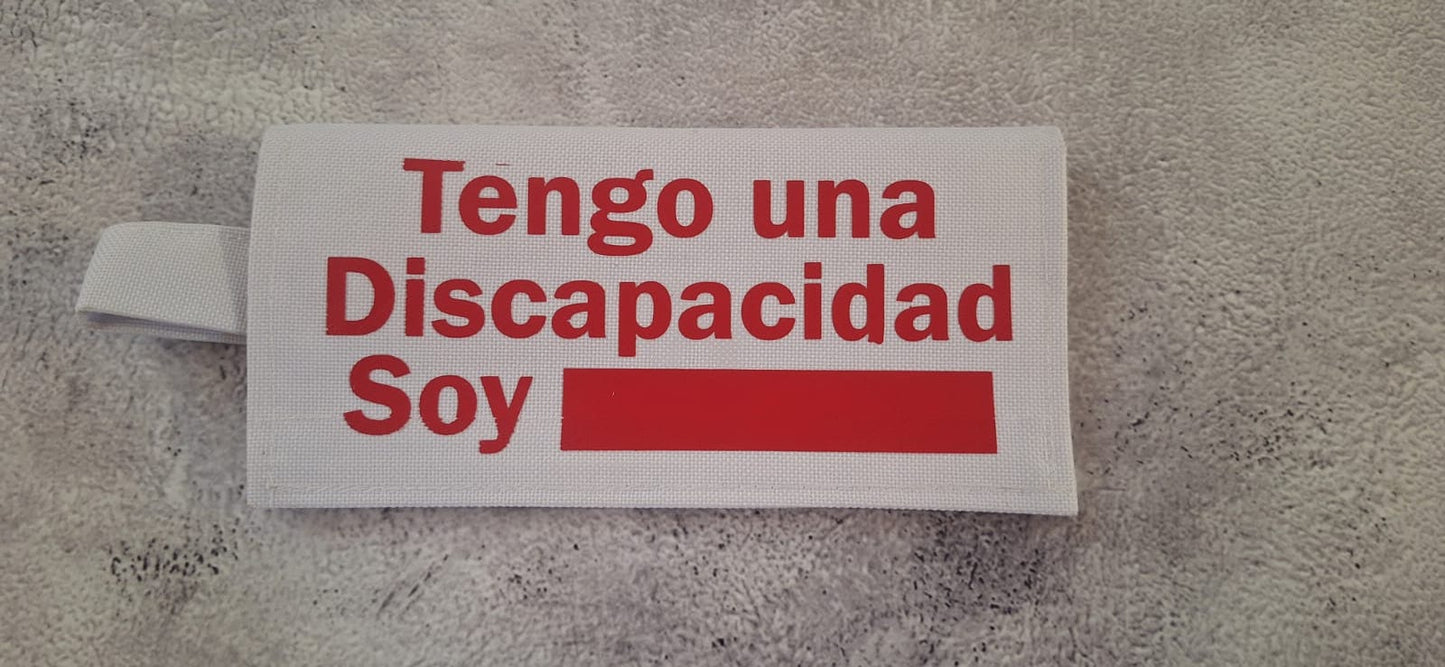 Tengo una
Discapacidad
Soy